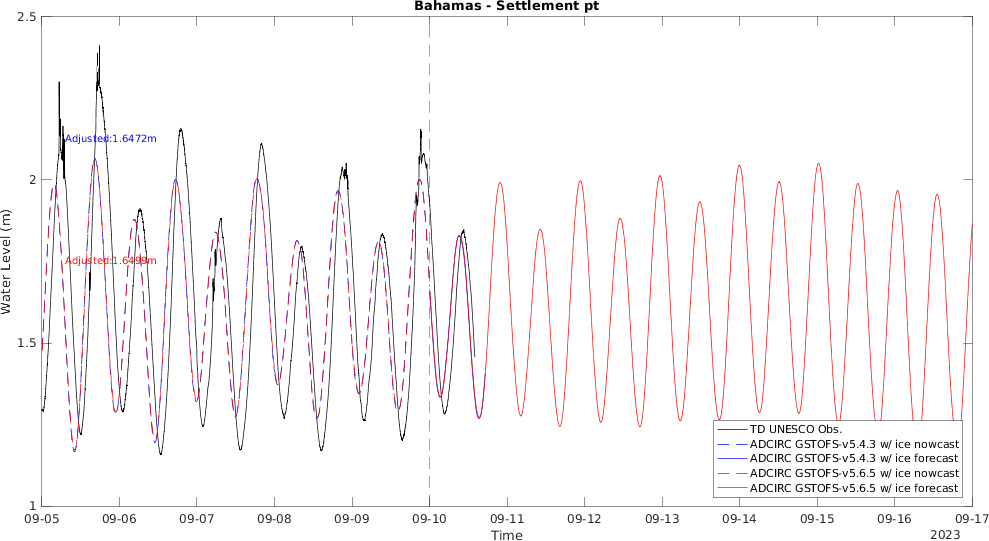 Bahamas - Settlement pt
2.5
2
1.5
1
Water Level (m)
Adjusted:1.6472m
Adjusted:1.6499m
TD UNESCO Obs.
ADCIRC GSTOFS-v5.4.3 w/ ice nowcast
ADCIRC GSTOFS-v5.4.3 w/ ice forecast
ADCIRC GSTOFS-v5.6.5 w/ ice nowcast
ADCIRC GSTOFS-v5.6.5 w/ ice forecast
09-05 09-06 09-07 09-08 09-09 09-10 09-11 09-12 09-13 09-14 09-15 09-16 09-17
Time
2023